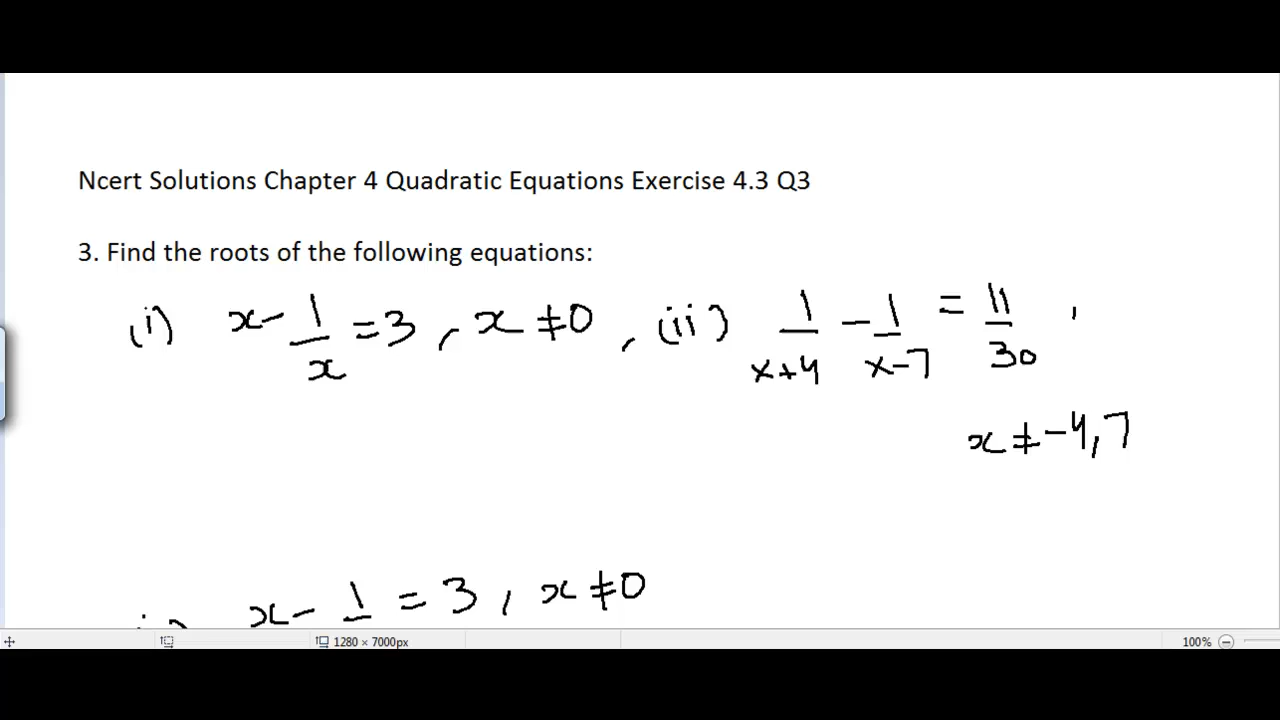 Ncert Solutions Chapter 4 Quadratic Equations Exercise 4.3 Q3
3. Find the roots of the following equations:
(i) x - 1/x = 3, x ≠ 0, (ii) 1/(x+4) - 1/(x-7) = 11/30,
x ≠ -4, 7
x - 1 = 3, x ≠ 0
1280 × 7000px 100%